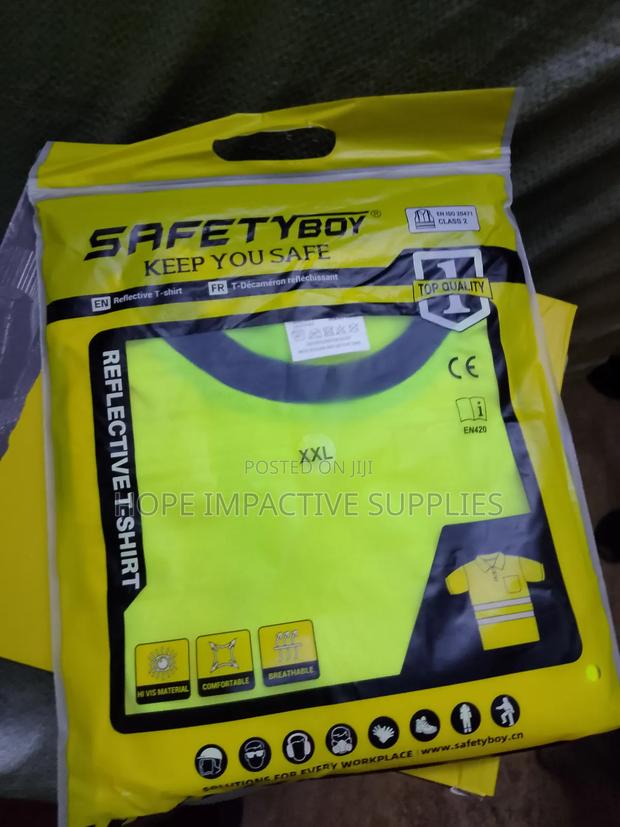 SAFETYBOY®
KEEP YOU SAFE
EN ISO 20471
CLASS 2
EN Reflective T-shirt
FR T-Décaméron réfléchissant
1
TOP QUALITY
REFLECTIVE T-SHIRT
CE
i
EN420
XXL
POSTED ON JIJI
HOPE IMPACTIVE SUPPLIES
HI VIS MATERIAL
COMFORTABLE
BREATHABLE
SOLUTIONS FOR EVERY WORKPLACE | www.safetyboy.cn